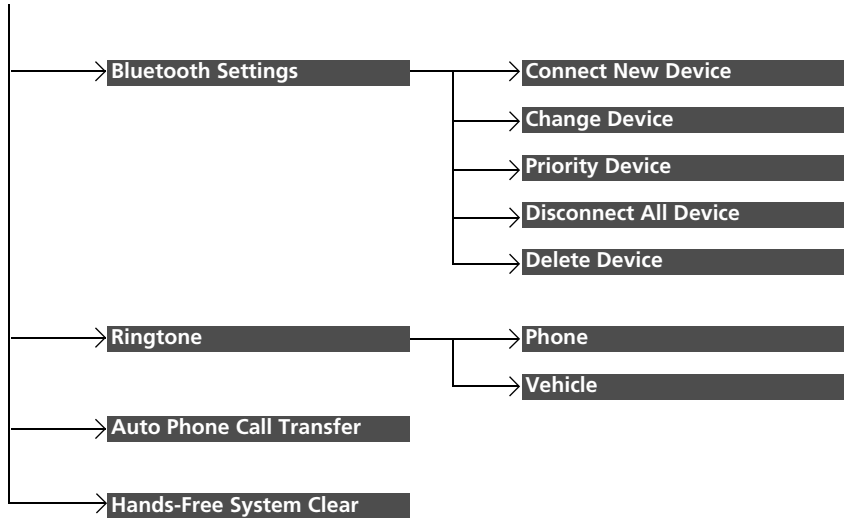 Bluetooth Settings
Connect New Device
Change Device
Priority Device
Disconnect All Device
Delete Device
Ringtone
Phone
Vehicle
Auto Phone Call Transfer
Hands-Free System Clear